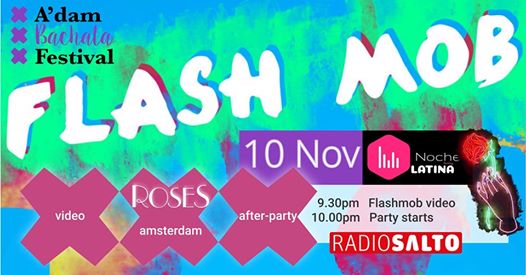 A'dam
Bachata
Festival
FLASH MOB
10 Nov
Noche
LATINA
video
ROSES
amsterdam
after-party
9.30pm Flashmob video
10.00pm Party starts
RADIOSALTO